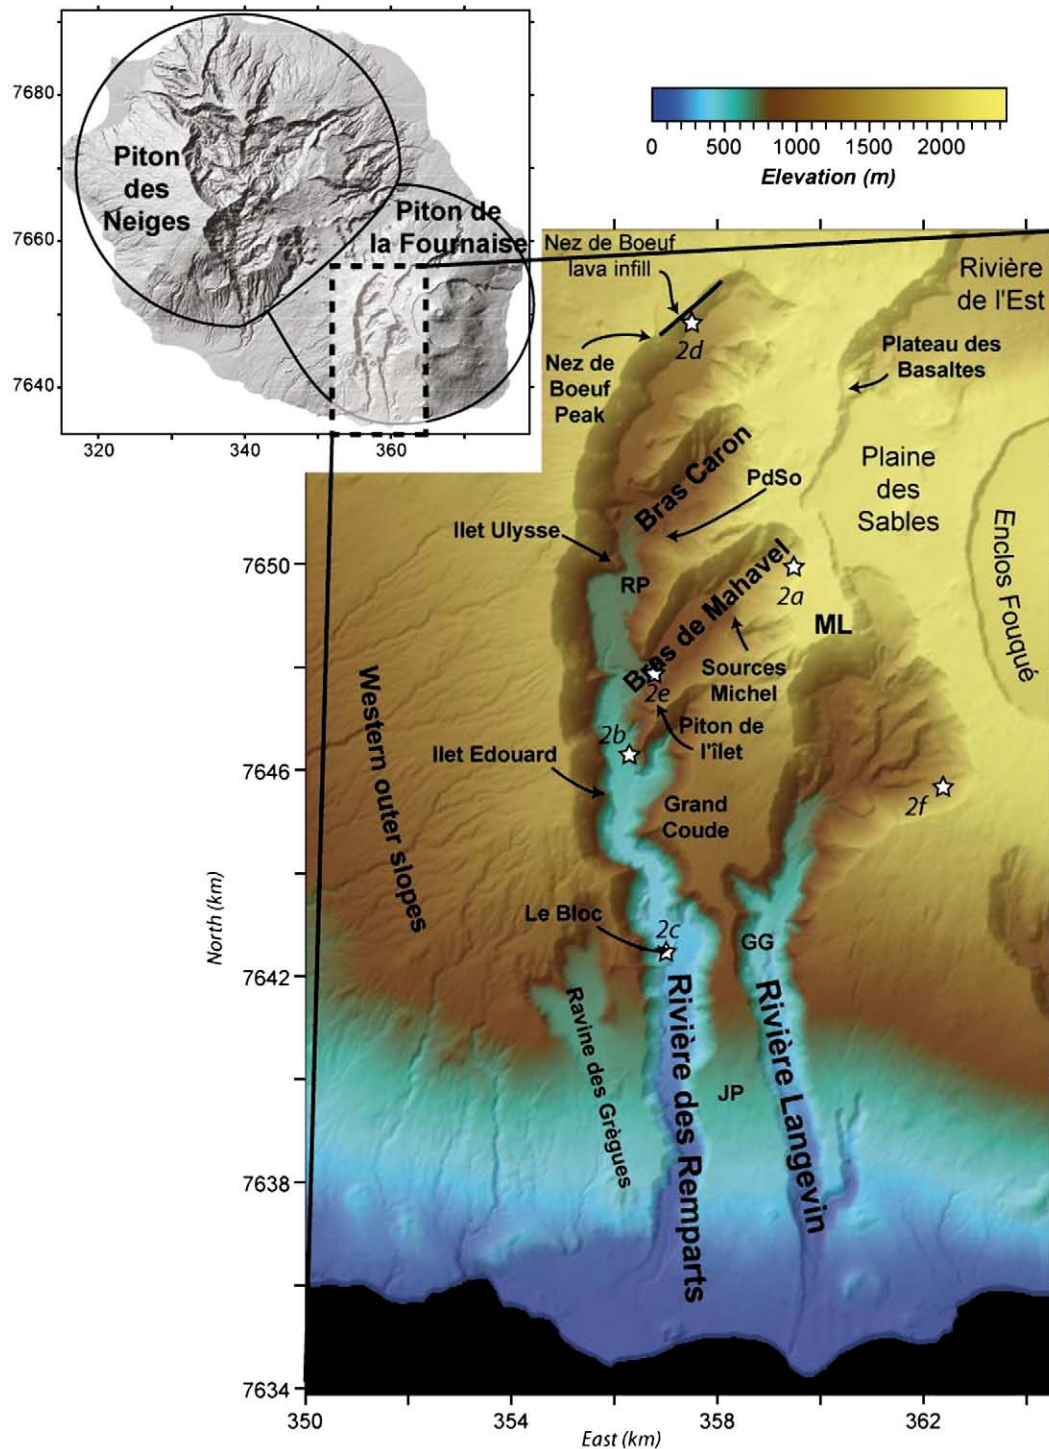 7680
7660
7640
320
340
360
Piton
des
Neiges
Piton de
la Fournaise
0
500
1000
1500
2000
Elevation (m)
Nez de Boeuf
lava infill
Rivière
de l'Est
2d
Plateau des
Basaltes
Nez de
Boeuf
Peak
Bras Caron
PdSo
Plaine
des
Sables
Ilet Ulysse
Enclos Fouqué
7650
RP
2a
Bras de Mahavel
ML
Sources
Michel
2e
Western outer slopes
2b
Piton de
l'îlet
Ilet Edouard
7646
Grand
Coude
2f
Le Bloc
2c
GG
North (km)
7642
Rivière des Remparts
Rivière Langevin
Ravine des Grègues
JP
7638
7634
350
354
358
362
East (km)